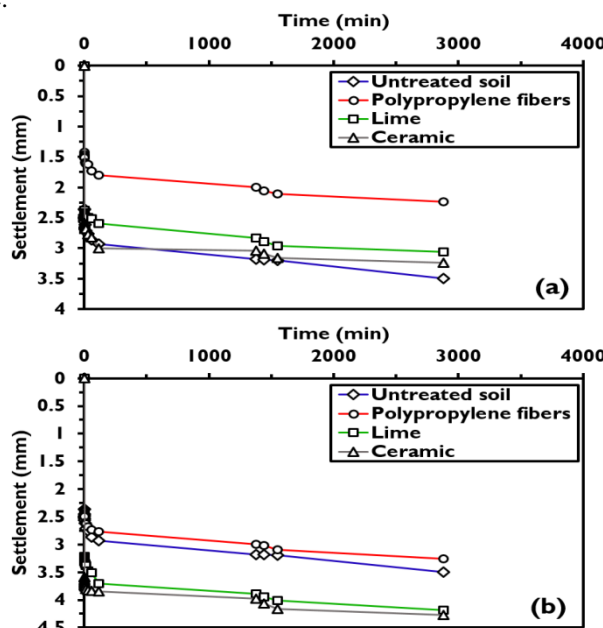 Time (min)
0 1000 2000 3000 4000
0
0.5
1
1.5
2
2.5
3
3.5
4
Settlement (mm)
Untreated soil
Polypropylene fibers
Lime
Ceramic
(a)
Time (min)
0 1000 2000 3000 4000
0
0.5
1
1.5
2
2.5
3
3.5
4
4.5
Settlement (mm)
Untreated soil
Polypropylene fibers
Lime
Ceramic
(b)